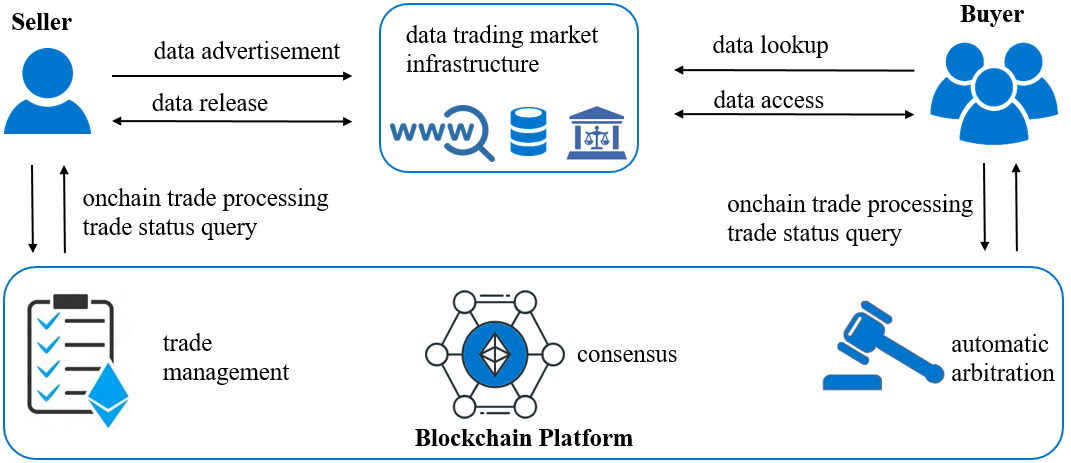 Seller
Buyer
data advertisement
data release
data trading market
infrastructure
www
data lookup
data access
onchain trade processing
trade status query
onchain trade processing
trade status query
trade
management
consensus
automatic
arbitration
Blockchain Platform